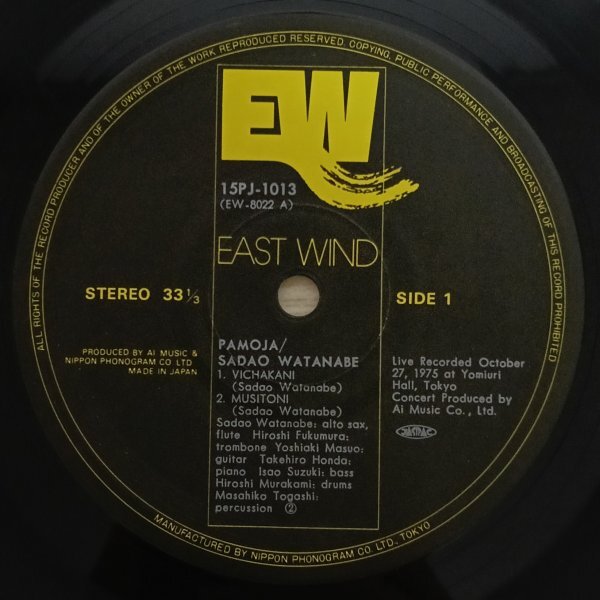 ALL RIGHTS OF THE RECORD PRODUCER AND OF THE OWNER OF THE WORK REPRODUCED RESERVED. COPYING, PUBLIC PERFORMANCE AND BROADCASTING OF THIS RECORD PROHIBITED
EW
15PJ-1013
(EW-8022 A)
EAST WIND
STEREO 33 1/3
SIDE 1
PRODUCED BY AI MUSIC &
NIPPON PHONOGRAM CO LTD
MADE IN JAPAN
PAMOJA/
SADAO WATANABE
1. VICHAKANI
(Sadao Watanabe)
2. MUSITONI
(Sadao Watanabe)
Sadao Watanabe: alto sax,
flute Hiroshi Fukumura:
trombone Yoshiaki Masuo:
guitar Takehiro Honda:
piano Isao Suzuki: bass
Hiroshi Murakami: drums
Masahiko Togashi:
percussion ②
Live Recorded October
27, 1975 at Yomiuri
Hall, Tokyo
Concert Produced by
Ai Music Co., Ltd.
JASRAC
MANUFACTURED BY NIPPON PHONOGRAM CO. LTD., TOKYO